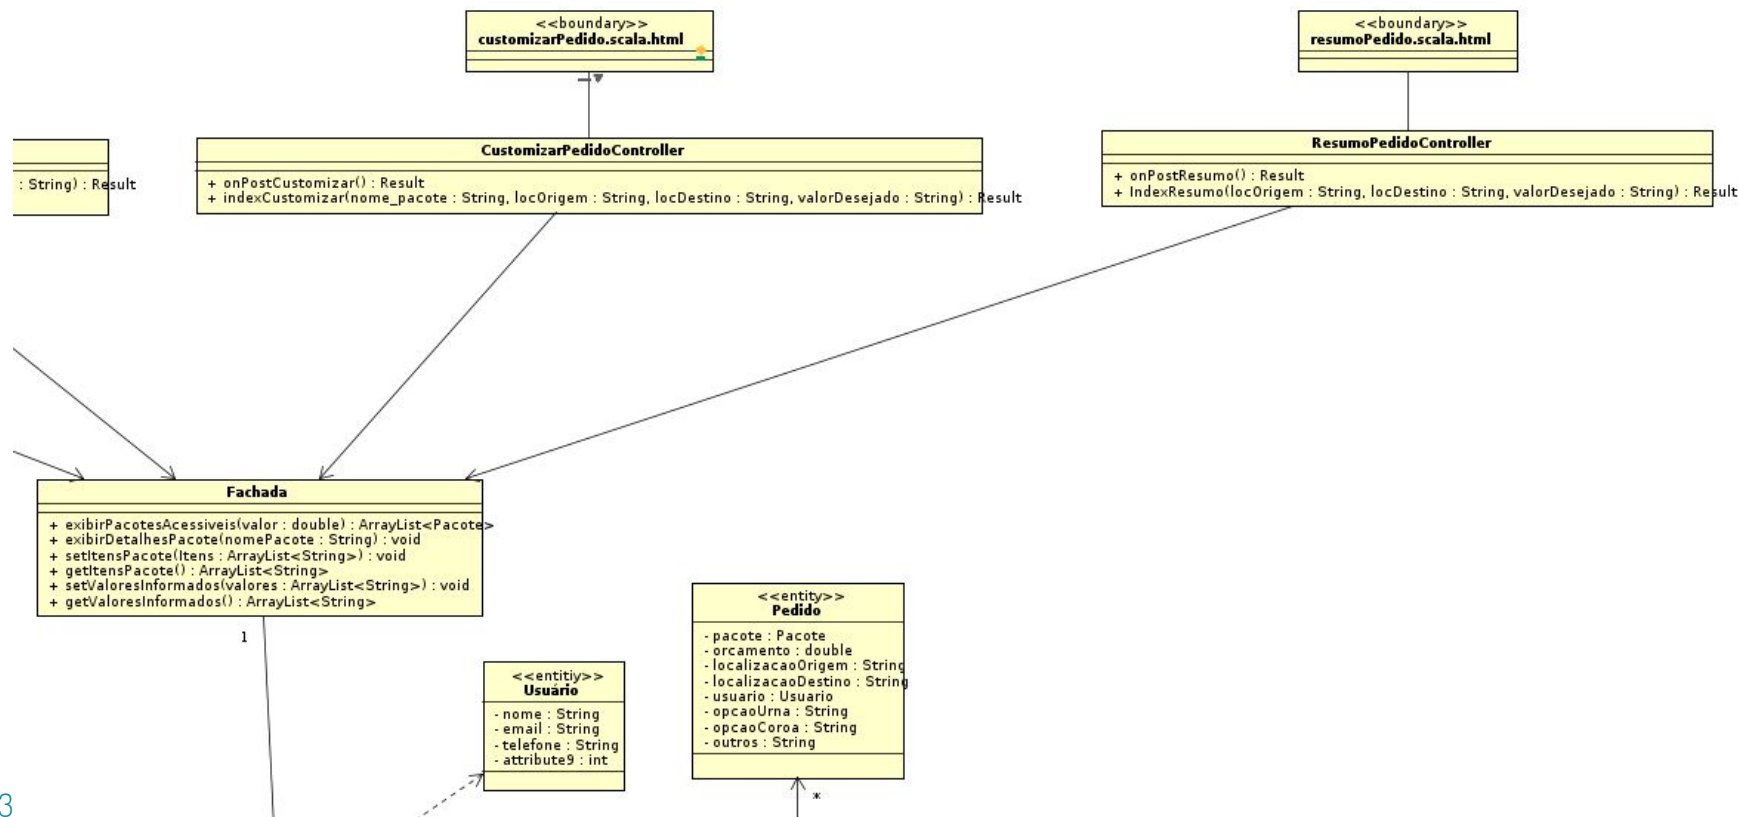 <<boundary>>
customizarPedido.scala.html
<<boundary>>
resumoPedido.scala.html
: String) : Result
CustomizarPedidoController
+ onPostCustomizar() : Result
+ indexCustomizar(nome_pacote : String, locOrigem : String, locDestino : String, valorDesejado : String) : Result
ResumoPedidoController
+ onPostResumo() : Result
+ IndexResumo(locOrigem : String, locDestino : String, valorDesejado : String) : Result
Fachada
+ exibirPacotesAcessiveis(valor : double) : ArrayList<Pacote>
+ exibirDetalhesPacote(nomePacote : String) : void
+ setItensPacote(Itens : ArrayList<String>) : void
+ getItensPacote() : ArrayList<String>
+ setValoresInformados(valores : ArrayList<String>) : void
+ getValoresInformados() : ArrayList<String>
1
<<entitiy>>
Usuário
- nome : String
- email : String
- telefone : String
- attribute9 : int
<<entity>>
Pedido
- pacote : Pacote
- orcamento : double
- localizacaoOrigem : String
- localizacaoDestino : String
- usuario : Usuario
- opcaoUrna : String
- opcaoCoroa : String
- outros : String
*
3